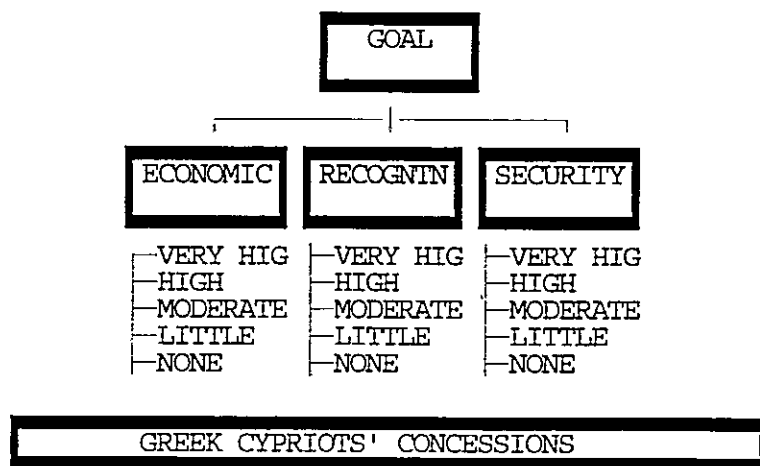 GOAL
ECONOMIC RECOGNTN SECURITY
VERY HIG VERY HIG VERY HIG
HIGH HIGH HIGH
MODERATE MODERATE MODERATE
LITTLE LITTLE LITTLE
NONE NONE NONE
GREEK CYPRIOTS' CONCESSIONS